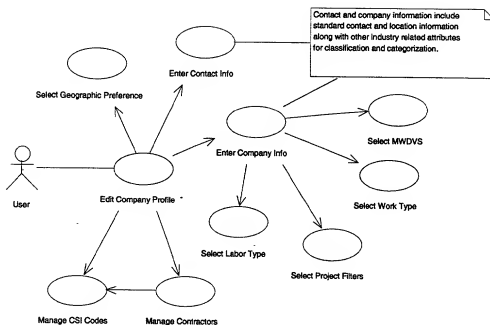 Contact and company information include
standard contact and location information
along with other industry related attributes
for classification and categorization.
Enter Contact Info
Select Geographic Preference
Select MWDVS
Enter Company Info
User
Edit Company Profile
Select Work Type
Select Labor Type
Select Project Filters
Manage CSI Codes
Manage Contractors